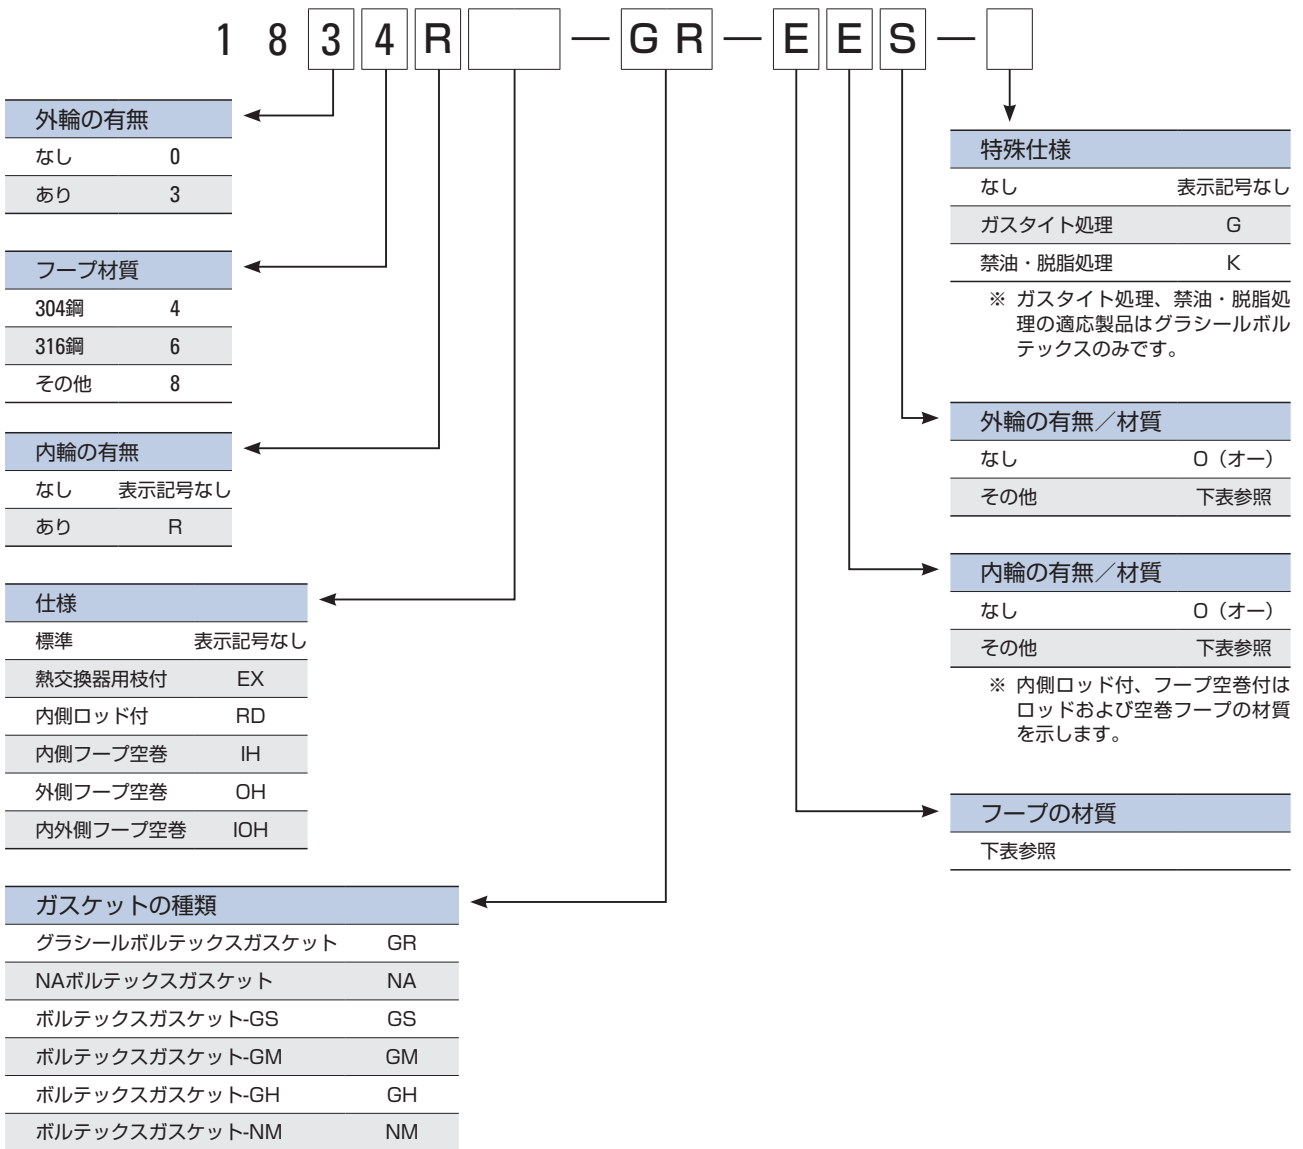 1 8 3 4 R — G R — E E S —
外輪の有無
なし 0
あり 3
フープ材質
304鋼 4
316鋼 6
その他 8
内輪の有無
なし 表示記号なし
あり R
仕様
標準 表示記号なし
熱交換器用枝付 EX
内側ロッド付 RD
内側フープ空巻 IH
外側フープ空巻 OH
内外側フープ空巻 IOH
ガスケットの種類
グラシールボルテックスガスケット GR
NAボルテックスガスケット NA
ボルテックスガスケット-GS GS
ボルテックスガスケット-GM GM
ボルテックスガスケット-GH GH
ボルテックスガスケット-NM NM
特殊仕様
なし 表示記号なし
ガスタイト処理 G
禁油・脱脂処理 K
※ ガスタイト処理、禁油・脱脂処
理の適応製品はグラシールボル
テックスのみです。
外輪の有無／材質
なし O（オー）
その他 下表参照
内輪の有無／材質
なし O（オー）
その他 下表参照
※ 内側ロッド付、フープ空巻付は
ロッドおよび空巻フープの材質
を示します。
フープの材質
下表参照